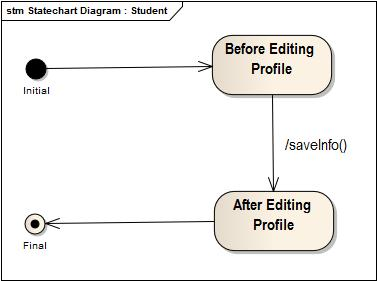 stm Statechart Diagram : Student
Before Editing
Profile
Initial
/saveInfo()
After Editing
Profile
Final